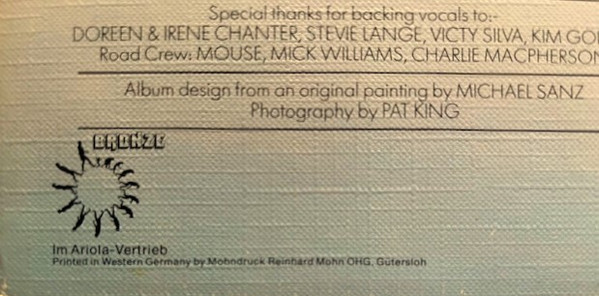 Special thanks for backing vocals to:-
DOREEN & IRENE CHANTER, STEVIE LANGE, VICTY SILVA, KIM GO
Road Crew: MOUSE, MICK WILLIAMS, CHARLIE MACPHERSON
Album design from an original painting by MICHAEL SANZ
Photography by PAT KING
BRONZE
Im Ariola-Vertrieb
Printed in Western Germany by Mohndruck Reinhard Mohn OHG, Gütersloh